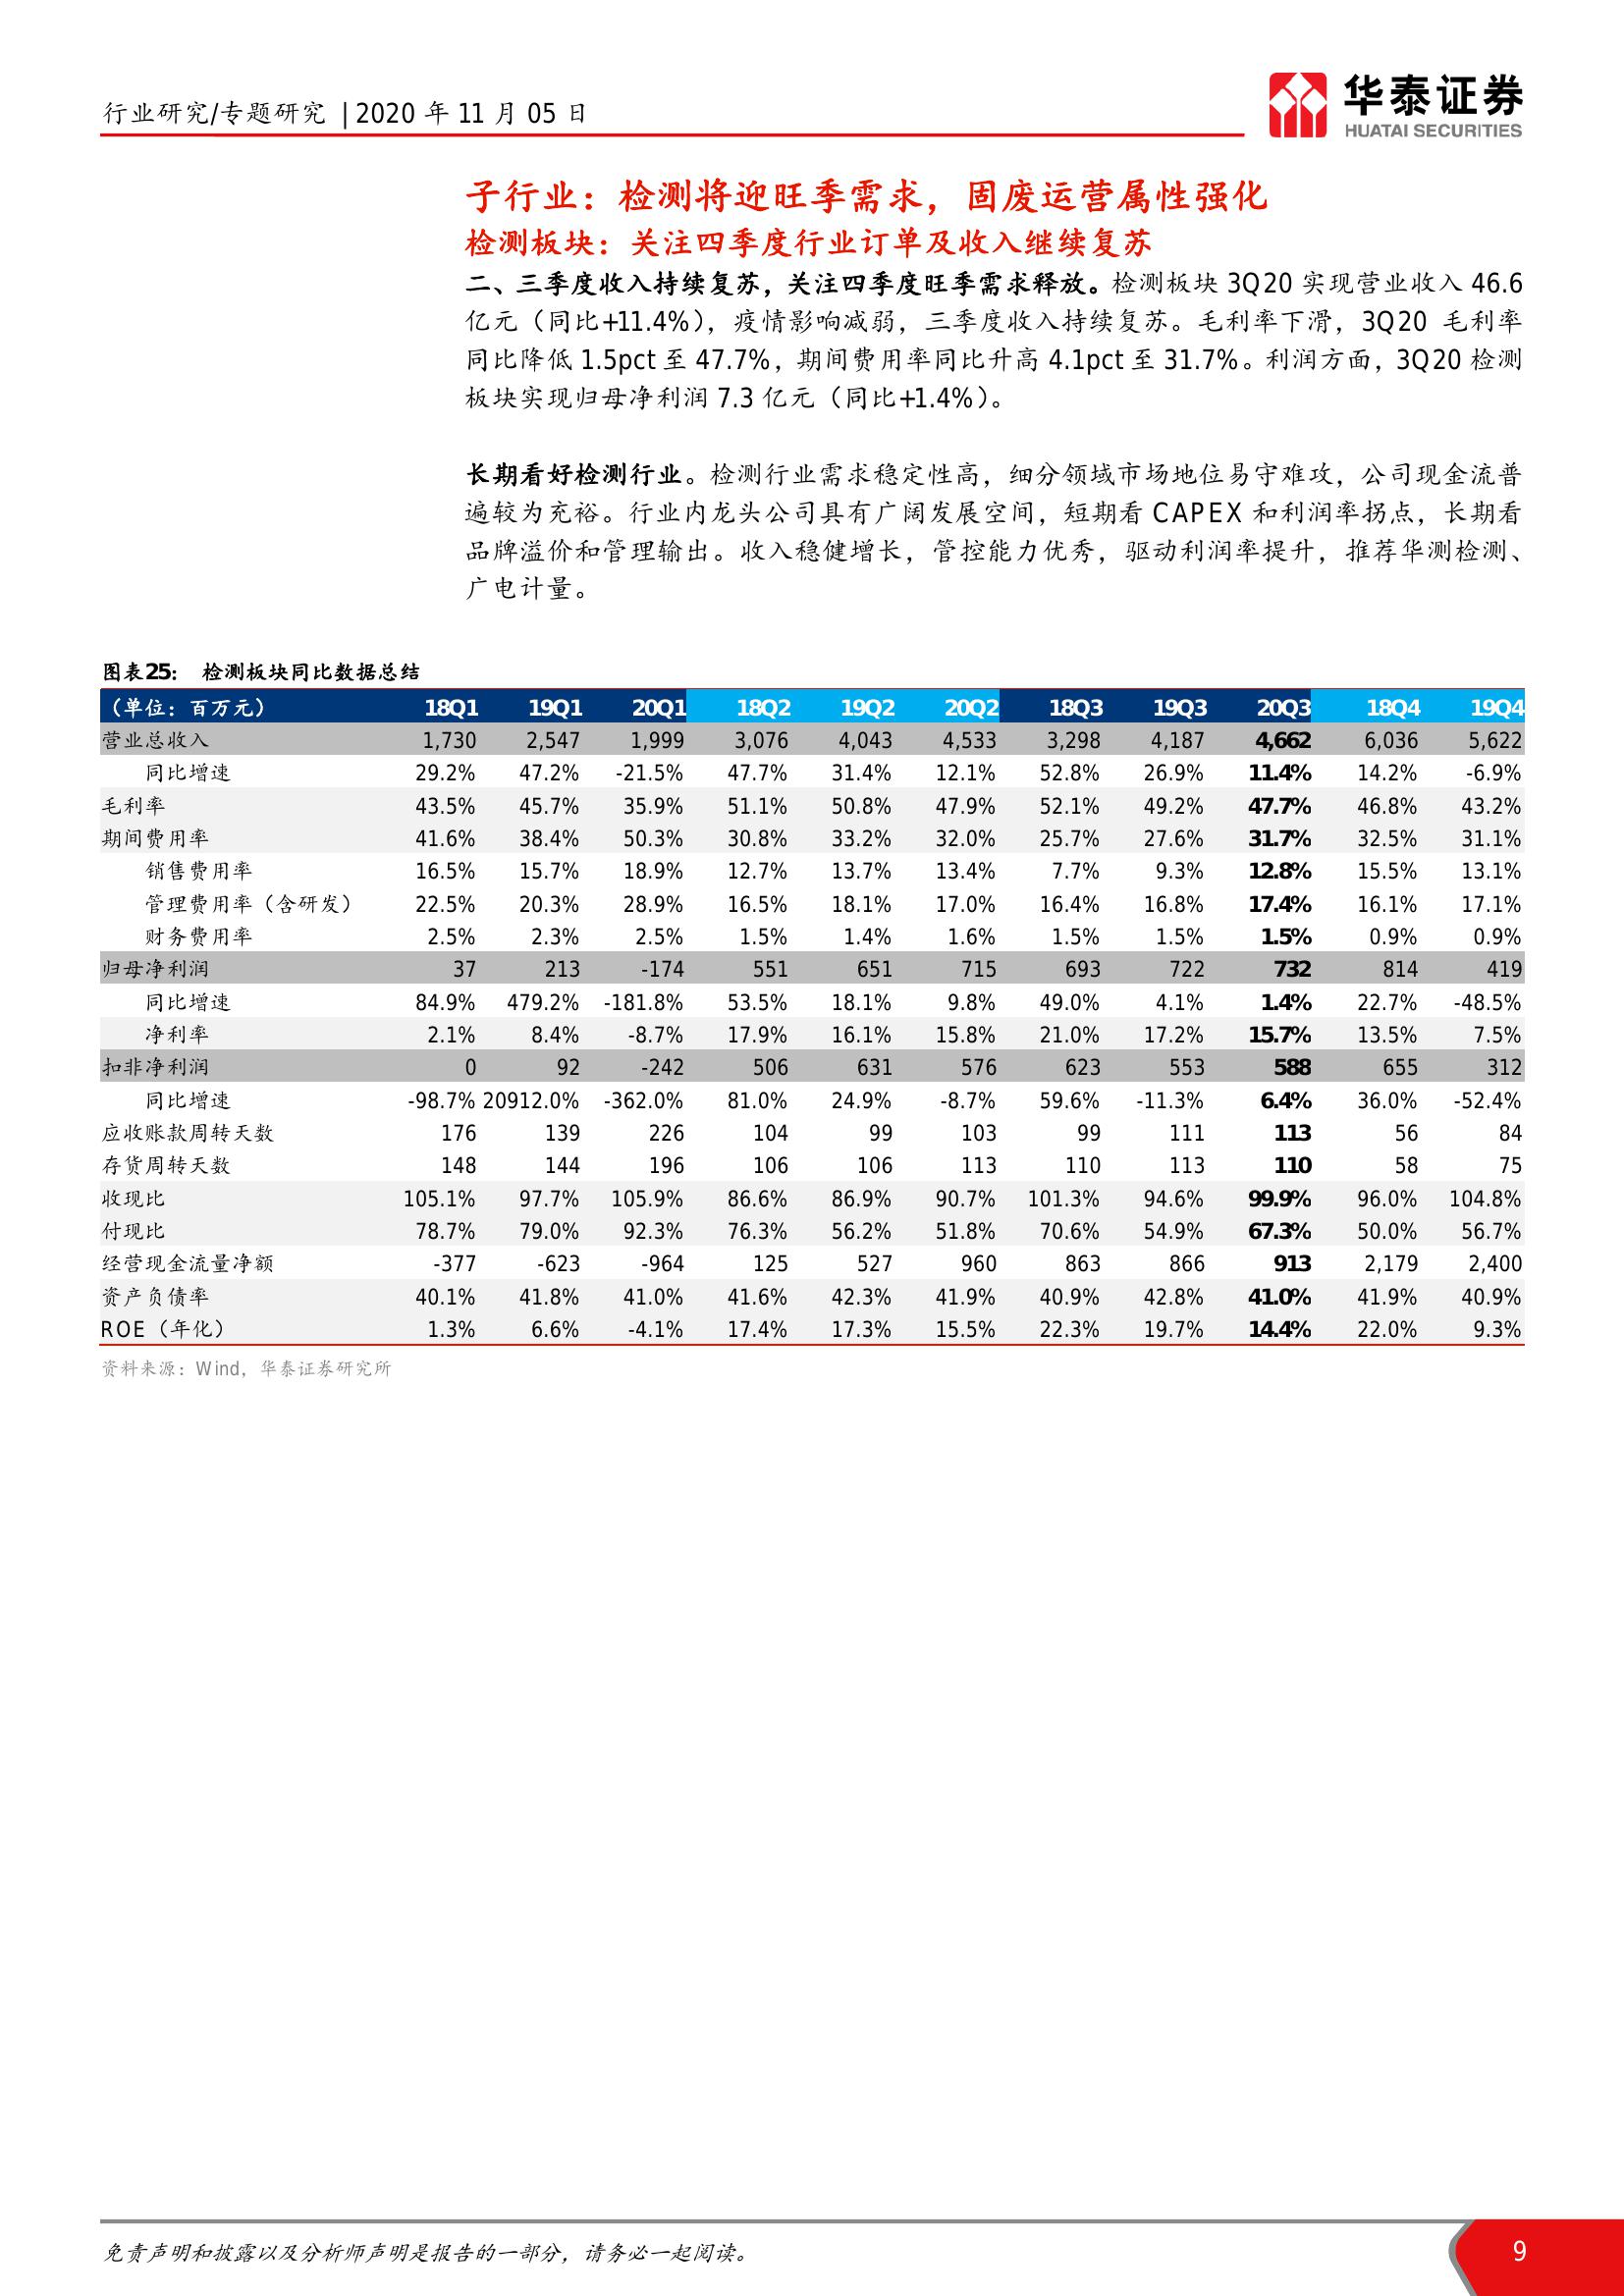 行业研究/专题研究 | 2020 年 11 月 05 日
华泰证券
HUATAI SECURITIES
子行业：检测将迎旺季需求，固废运营属性强化
检测板块：关注四季度行业订单及收入继续复苏
二、三季度收入持续复苏，关注四季度旺季需求释放。检测板块 3Q20 实现营业收入 46.6
亿元（同比+11.4%），疫情影响减弱，三季度收入持续复苏。毛利率下滑，3Q20 毛利率
同比降低 1.5pct 至 47.7%，期间费用率同比升高 4.1pct 至 31.7%。利润方面，3Q20 检测
板块实现归母净利润 7.3 亿元（同比+1.4%）。
长期看好检测行业。检测行业需求稳定性高，细分领域市场地位易守难攻，公司现金流普
遍较为充裕。行业内龙头公司具有广阔发展空间，短期看 CAPEX 和利润率拐点，长期看
品牌溢价和管理输出。收入稳健增长，管控能力优秀，驱动利润率提升，推荐华测检测、
广电计量。
图表25： 检测板块同比数据总结
（单位：百万元） 18Q1 19Q1 20Q1 18Q2 19Q2 20Q2 18Q3 19Q3 20Q3 18Q4 19Q4
营业总收入 1,730 2,547 1,999 3,076 4,043 4,533 3,298 4,187 4,662 6,036 5,622
同比增速 29.2% 47.2% -21.5% 47.7% 31.4% 12.1% 52.8% 26.9% 11.4% 14.2% -6.9%
毛利率 43.5% 45.7% 35.9% 51.1% 50.8% 47.9% 52.1% 49.2% 47.7% 46.8% 43.2%
期间费用率 41.6% 38.4% 50.3% 30.8% 33.2% 32.0% 25.7% 27.6% 31.7% 32.5% 31.1%
销售费用率 16.5% 15.7% 18.9% 12.7% 13.7% 13.4% 7.7% 9.3% 12.8% 15.5% 13.1%
管理费用率（含研发） 22.5% 20.3% 28.9% 16.5% 18.1% 17.0% 16.4% 16.8% 17.4% 16.1% 17.1%
财务费用率 2.5% 2.3% 2.5% 1.5% 1.4% 1.6% 1.5% 1.5% 1.5% 0.9% 0.9%
归母净利润 37 213 -174 551 651 715 693 722 732 814 419
同比增速 84.9% 479.2% -181.8% 53.5% 18.1% 9.8% 49.0% 4.1% 1.4% 22.7% -48.5%
净利率 2.1% 8.4% -8.7% 17.9% 16.1% 15.8% 21.0% 17.2% 15.7% 13.5% 7.5%
扣非净利润 0 92 -242 506 631 576 623 553 588 655 312
同比增速 -98.7% 20912.0% -362.0% 81.0% 24.9% -8.7% 59.6% -11.3% 6.4% 36.0% -52.4%
应收账款周转天数 176 139 226 104 99 103 99 111 113 56 84
存货周转天数 148 144 196 106 106 113 110 113 110 58 75
收现比 105.1% 97.7% 105.9% 86.6% 86.9% 90.7% 101.3% 94.6% 99.9% 96.0% 104.8%
付现比 78.7% 79.0% 92.3% 76.3% 56.2% 51.8% 70.6% 54.9% 67.3% 50.0% 56.7%
经营现金流量净额 -377 -623 -964 125 527 960 863 866 913 2,179 2,400
资产负债率 40.1% 41.8% 41.0% 41.6% 42.3% 41.9% 40.9% 42.8% 41.0% 41.9% 40.9%
ROE（年化） 1.3% 6.6% -4.1% 17.4% 17.3% 15.5% 22.3% 19.7% 14.4% 22.0% 9.3%
资料来源：Wind，华泰证券研究所
免责声明和披露以及分析师声明是报告的一部分，请务必一起阅读。
9